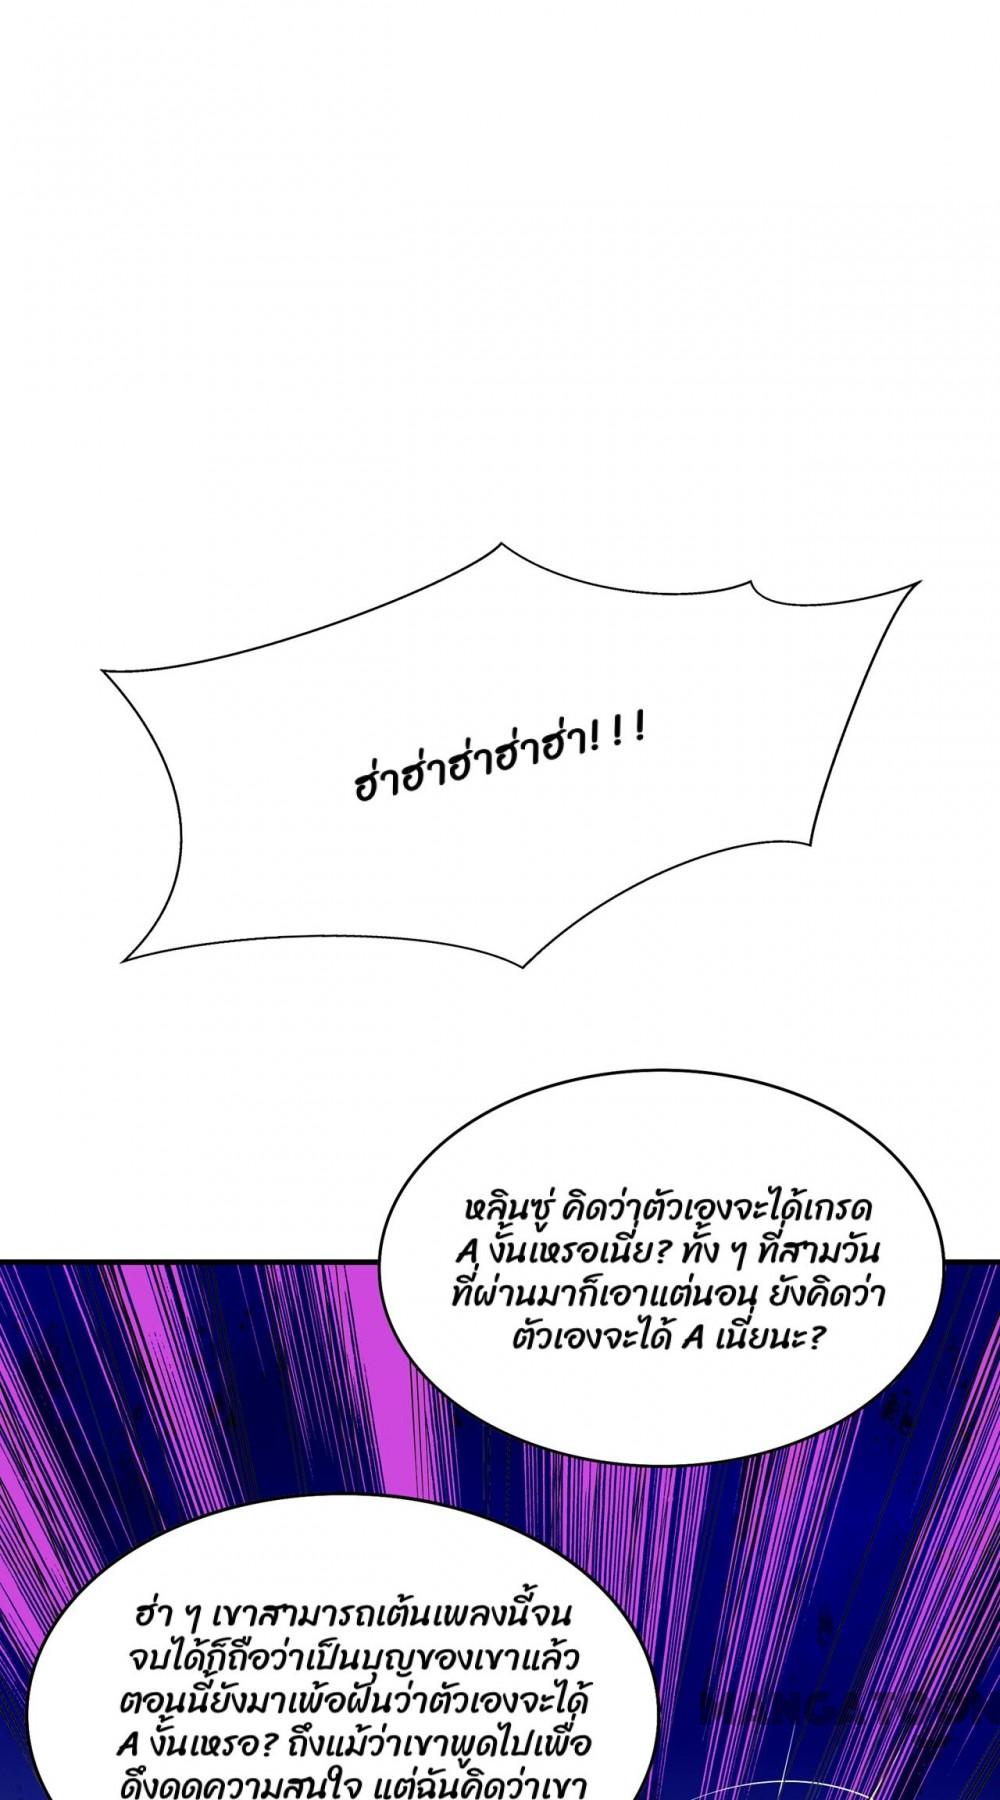 ฮ่าฮ่าฮ่าฮ่าฮ่า!!!
หลินซู่ คิดว่าตัวเองจะได้เกรด
A งั้นเหรอเนี่ย? ทั้ง ๆ ที่สามวัน
ที่ผ่านมาก็เอาแต่นอน ยังคิดว่า
ตัวเองจะได้ A เนี่ยนะ?
ฮ่า ๆ เขาสามารถเต้นเพลงนี้จน
จบได้ก็ถือว่าเป็นบุญของเขาแล้ว
ตอนนี้ยังมาเพ้อฝันว่าตัวเองจะได้
A งั้นเหรอ? ถึงแม้ว่าเขาพูดไปเพื่อ
MANGATOON
ดึงดูดความสนใจ แต่ฉันคิดว่าเขา